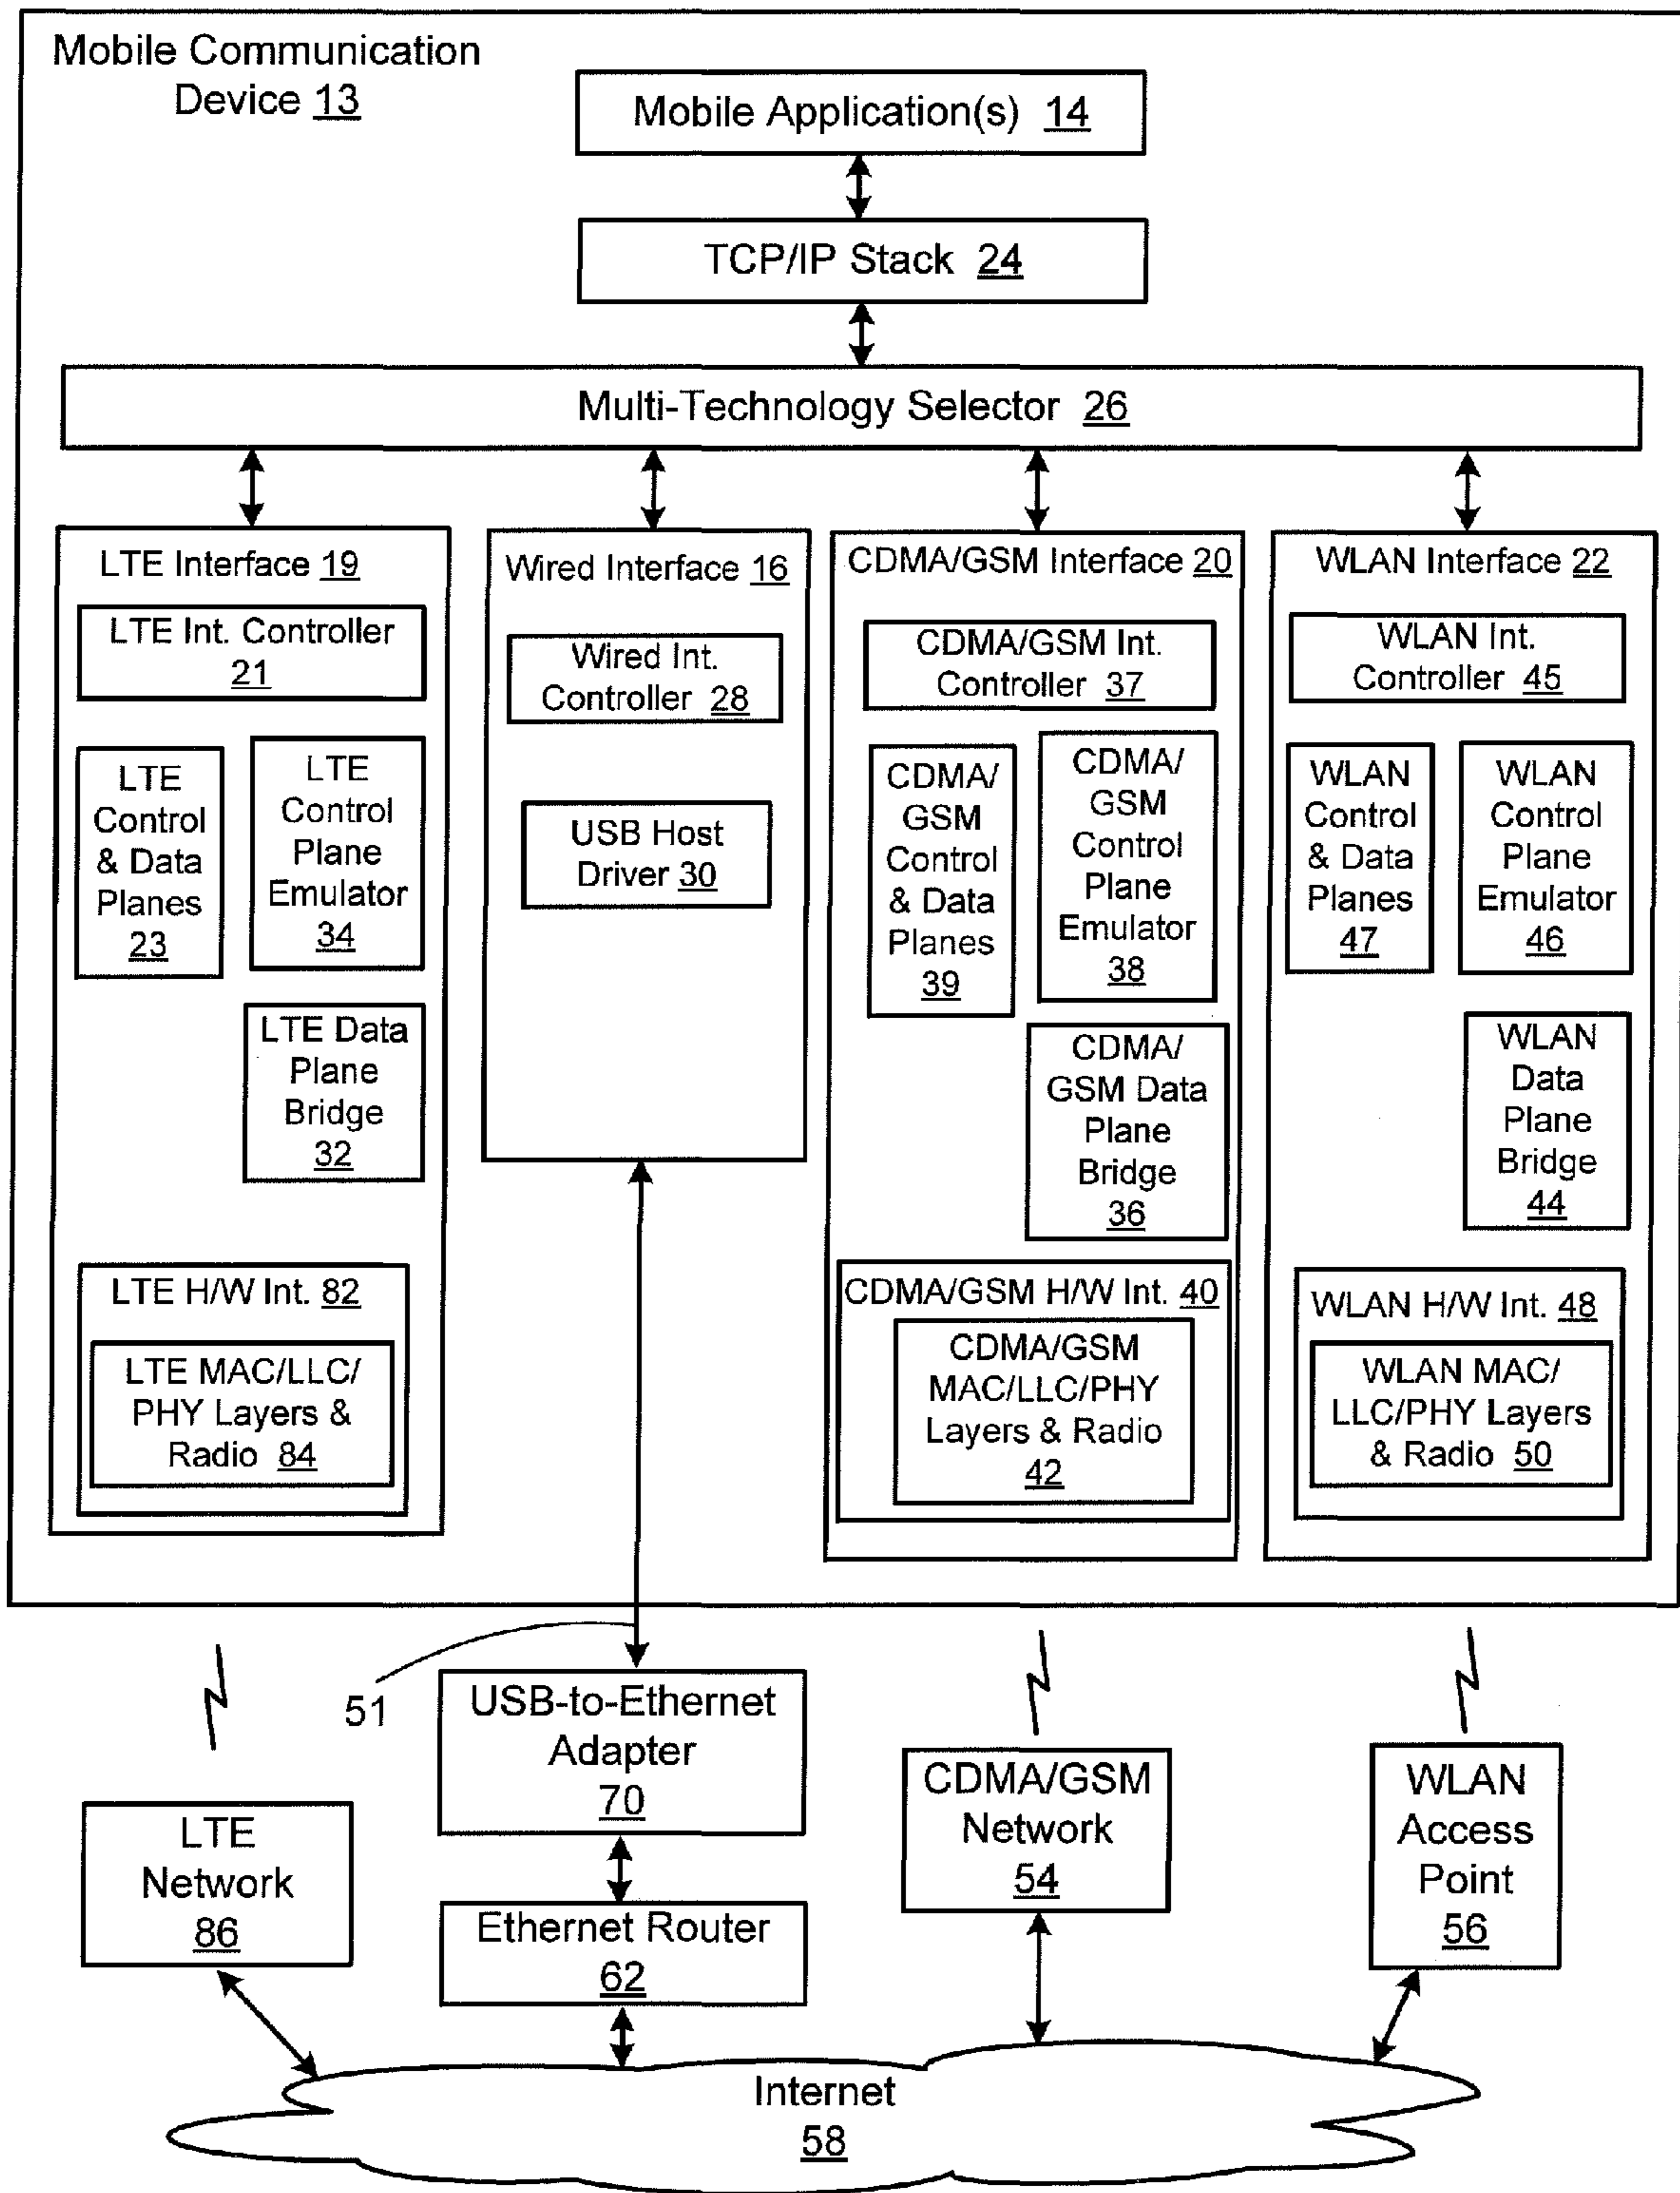 Mobile Communication
Device 13
Mobile Application(s) 14
TCP/IP Stack 24
Multi-Technology Selector 26
LTE Interface 19
LTE Int. Controller
21
LTE
Control
& Data
Planes
23
LTE
Control
Plane
Emulator
34
LTE Data
Plane
Bridge
32
LTE H/W Int. 82
LTE MAC/LLC/
PHY Layers &
Radio 84
Wired Interface 16
Wired Int.
Controller 28
USB Host
Driver 30
CDMA/GSM Interface 20
CDMA/GSM Int.
Controller 37
CDMA/
GSM
Control
& Data
Planes
39
CDMA/
GSM
Control
Plane
Emulator
38
CDMA/
GSM Data
Plane
Bridge
36
CDMA/GSM H/W Int. 40
CDMA/GSM
MAC/LLC/PHY
Layers & Radio
42
WLAN Interface 22
WLAN Int.
Controller 45
WLAN
Control
& Data
Planes
47
WLAN
Control
Plane
Emulator
46
WLAN
Data
Plane
Bridge
44
WLAN H/W Int. 48
WLAN MAC/
LLC/PHY Layers
& Radio 50
51
LTE
Network
86
USB-to-Ethernet
Adapter
70
Ethernet Router
62
CDMA/GSM
Network
54
WLAN
Access
Point
56
Internet
58